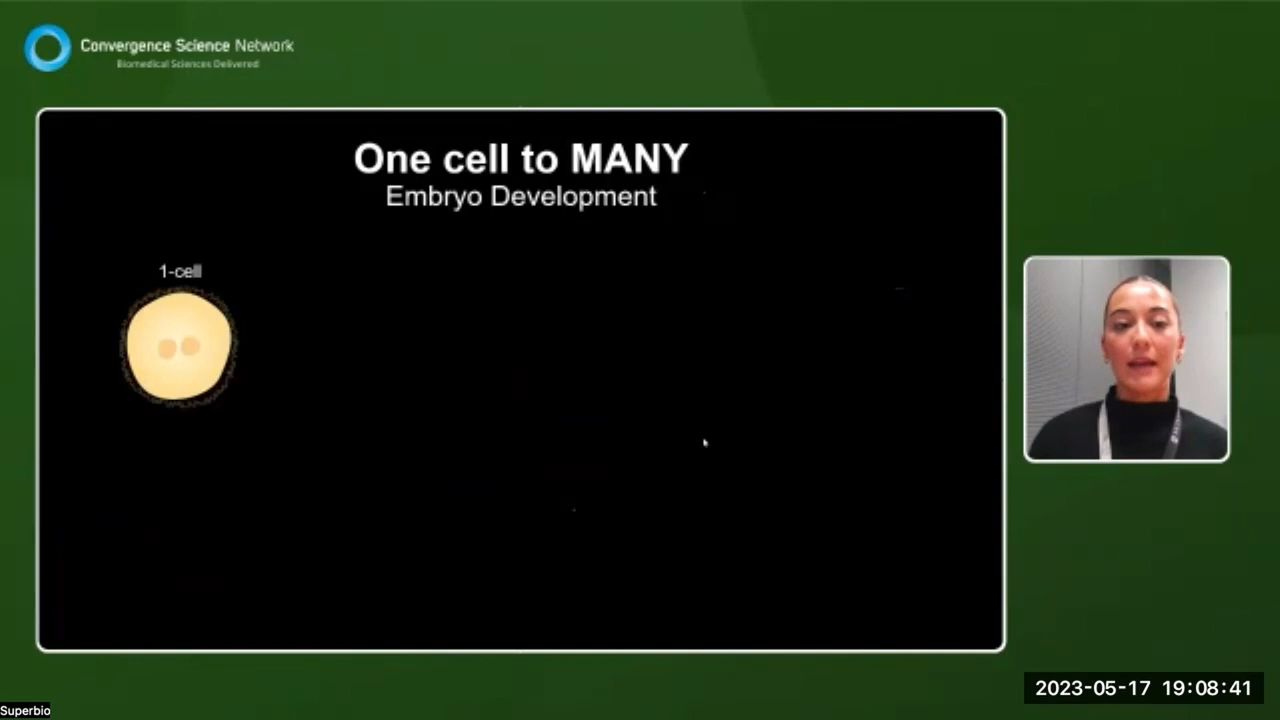 Convergence Science Network
Biomedical Sciences Delivered
One cell to MANY
Embryo Development
1-cell
2023-05-17 19:08:41
Superbio